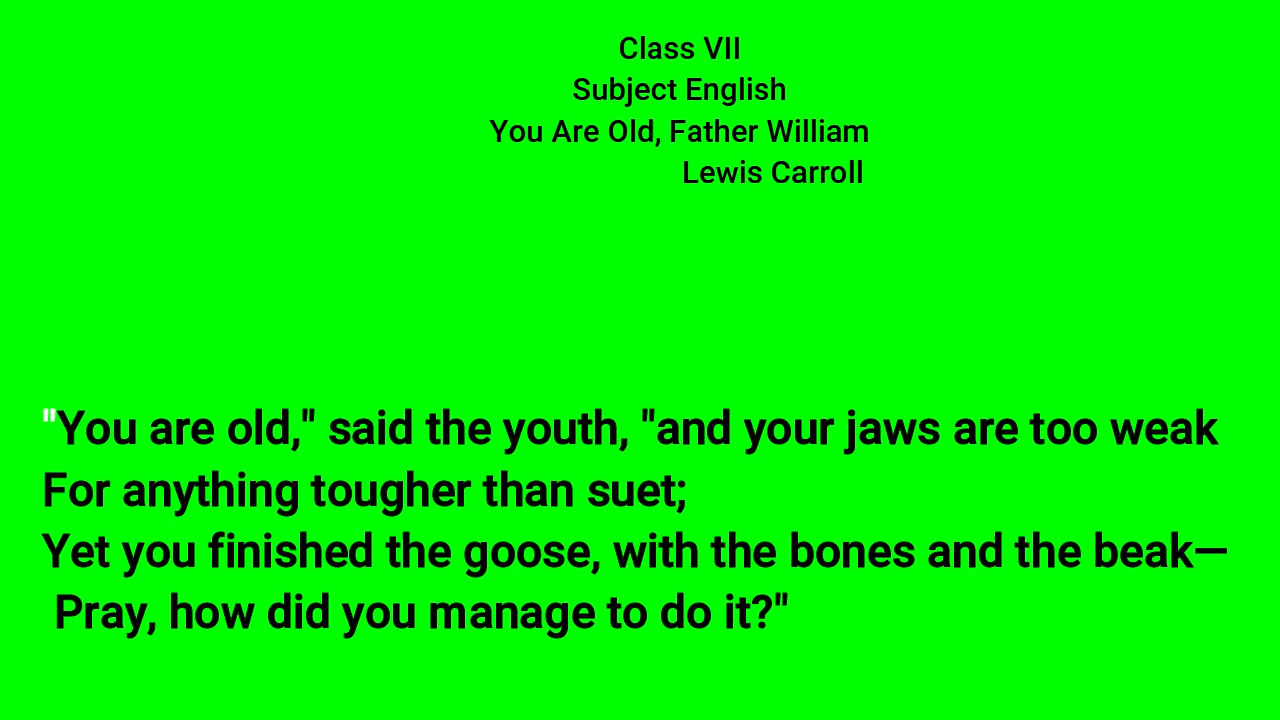 Class VII
Subject English
You Are Old, Father William
Lewis Carroll
"You are old," said the youth, "and your jaws are too weak
For anything tougher than suet;
Yet you finished the goose, with the bones and the beak—
Pray, how did you manage to do it?"